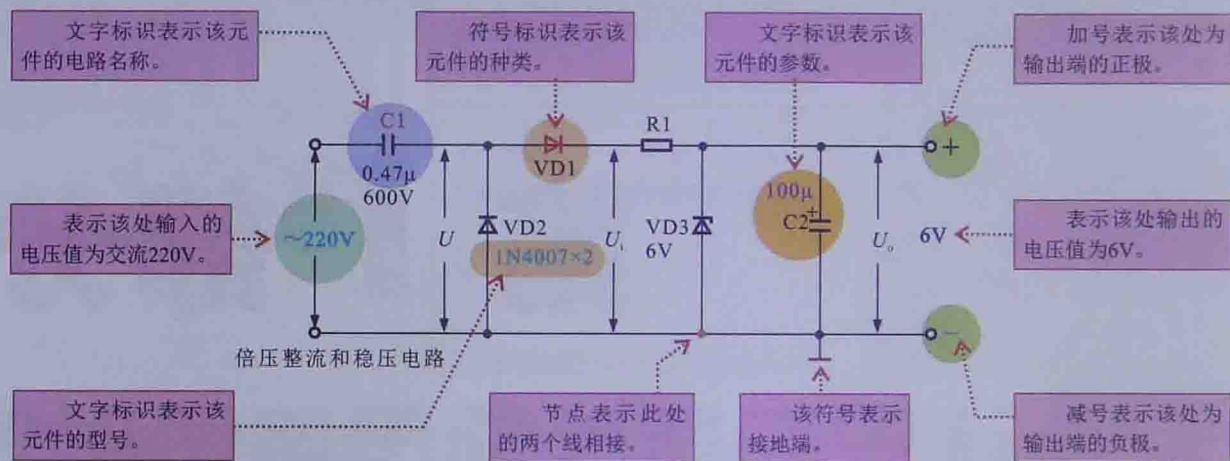 文字标识表示该元
件的电路名称。
符号标识表示该
元件的种类。
文字标识表示该
元件的参数。
加号表示该处为
输出端的正极。
C1
0.47μ
600V
VD1
R1
100μ
+
C2
+
表示该处输入的
电压值为交流220V。
～220V
U
VD2
1N4007×2
Ui
VD3
6V
Uo
6V
表示该处输出的
电压值为6V。
−
倍压整流和稳压电路
文字标识表示该
元件的型号。
节点表示此处
的两个线相接。
该符号表示
接地端。
减号表示该处为
输出端的负极。